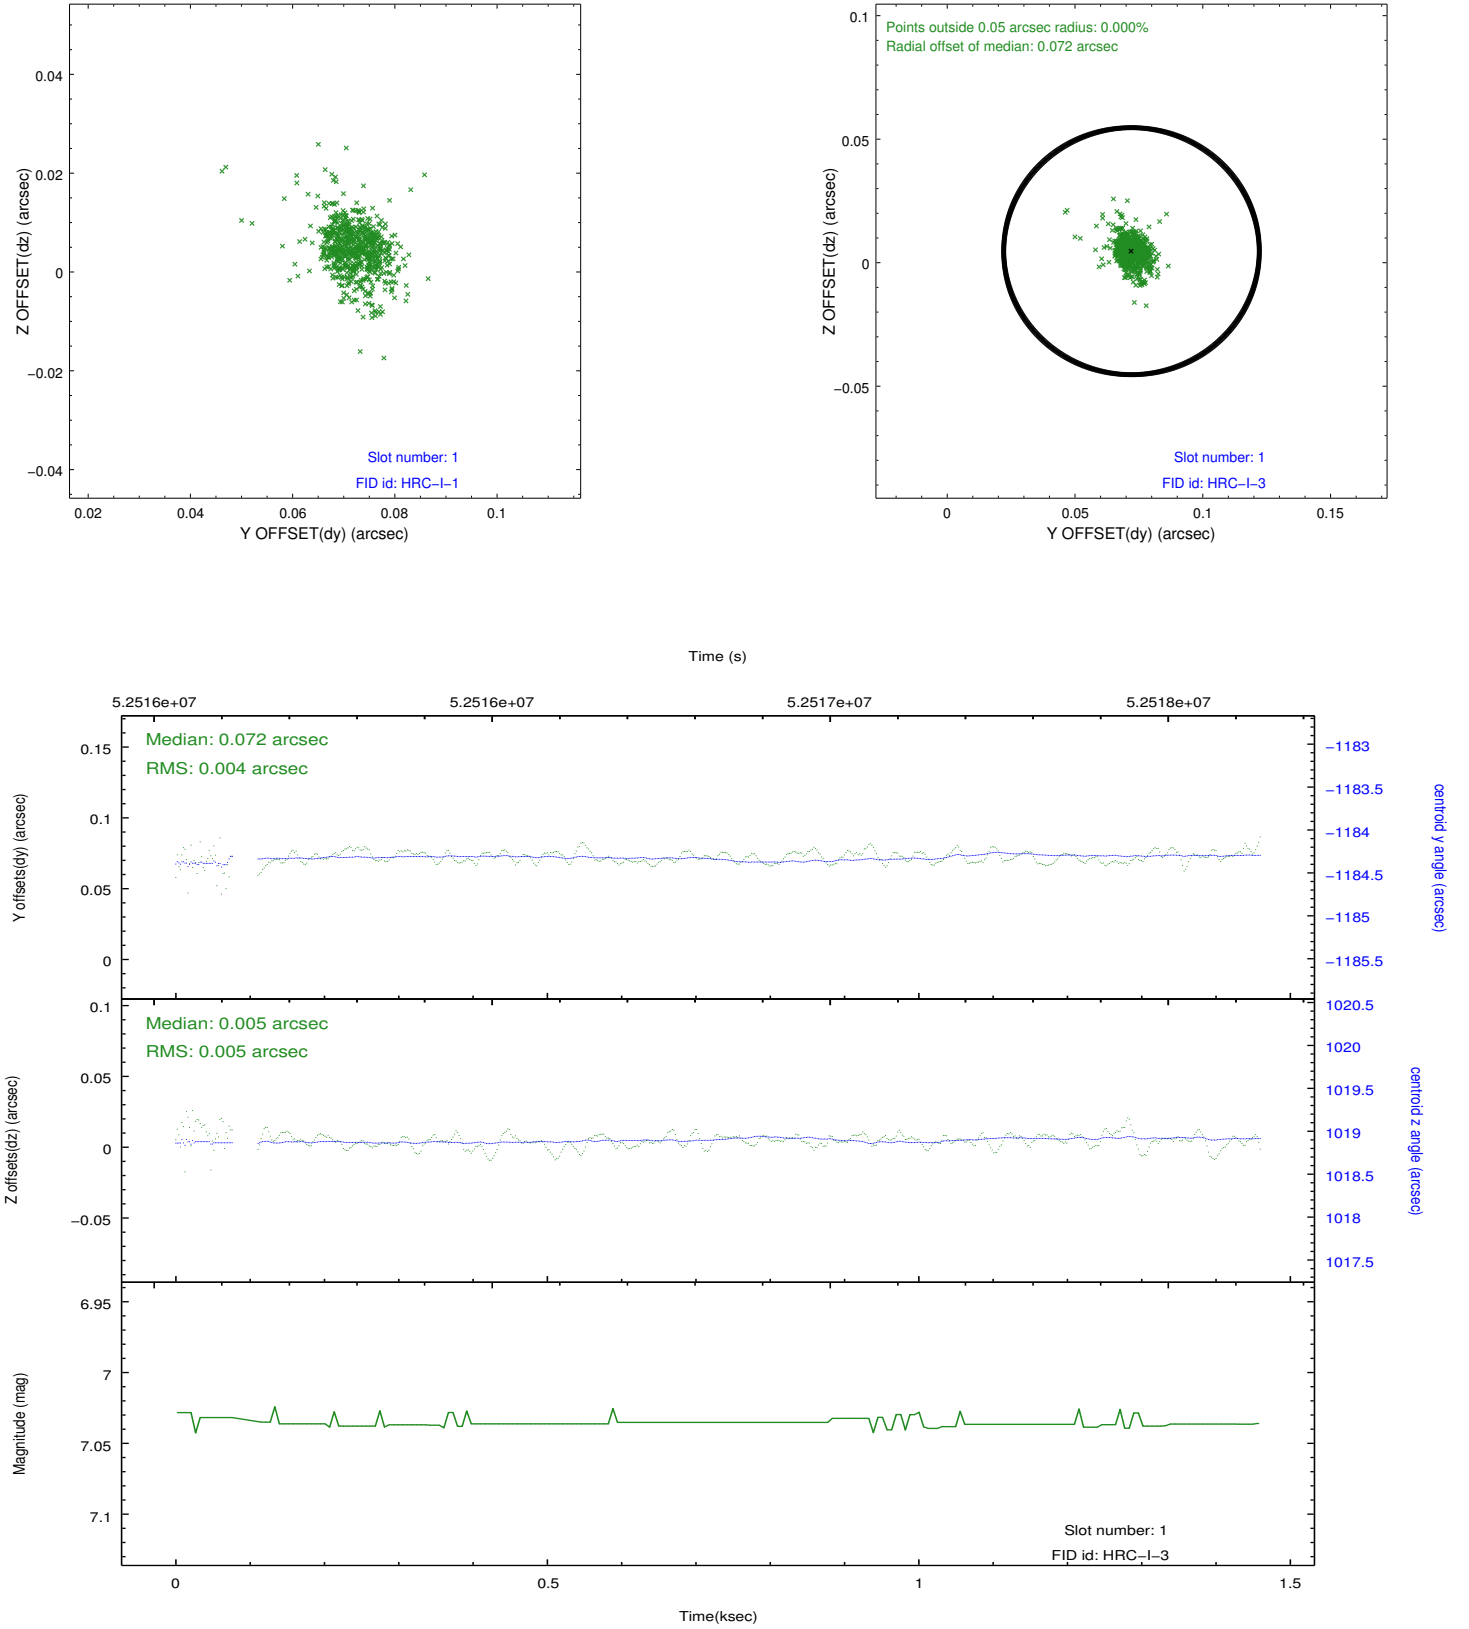 0.04
0.02
0
−0.02
−0.04
Z OFFSET(dz) (arcsec)
Slot number: 1
FID id: HRC−I−1
0.02
0.04
0.06
0.08
0.1
Y OFFSET(dy) (arcsec)
Points outside 0.05 arcsec radius: 0.000%
Radial offset of median: 0.072 arcsec
0.1
0.05
0
−0.05
Z OFFSET(dz) (arcsec)
Slot number: 1
FID id: HRC−I−3
0
0.05
0.1
0.15
Y OFFSET(dy) (arcsec)
Time (s)
5.2516e+07
5.2516e+07
5.2517e+07
5.2518e+07
Median: 0.072 arcsec
RMS: 0.004 arcsec
0.15
0.1
0.05
0
Y offsets(dy) (arcsec)
−1183
−1183.5
−1184
−1184.5
−1185
−1185.5
centroid y angle (arcsec)
Median: 0.005 arcsec
RMS: 0.005 arcsec
0.1
0.05
0
−0.05
Z offsets(dz) (arcsec)
1020.5
1020
1019.5
1019
1018.5
1018
1017.5
centroid z angle (arcsec)
6.95
7
7.05
7.1
Magnitude (mag)
Slot number: 1
FID id: HRC−I−3
0
0.5
1
1.5
Time(ksec)